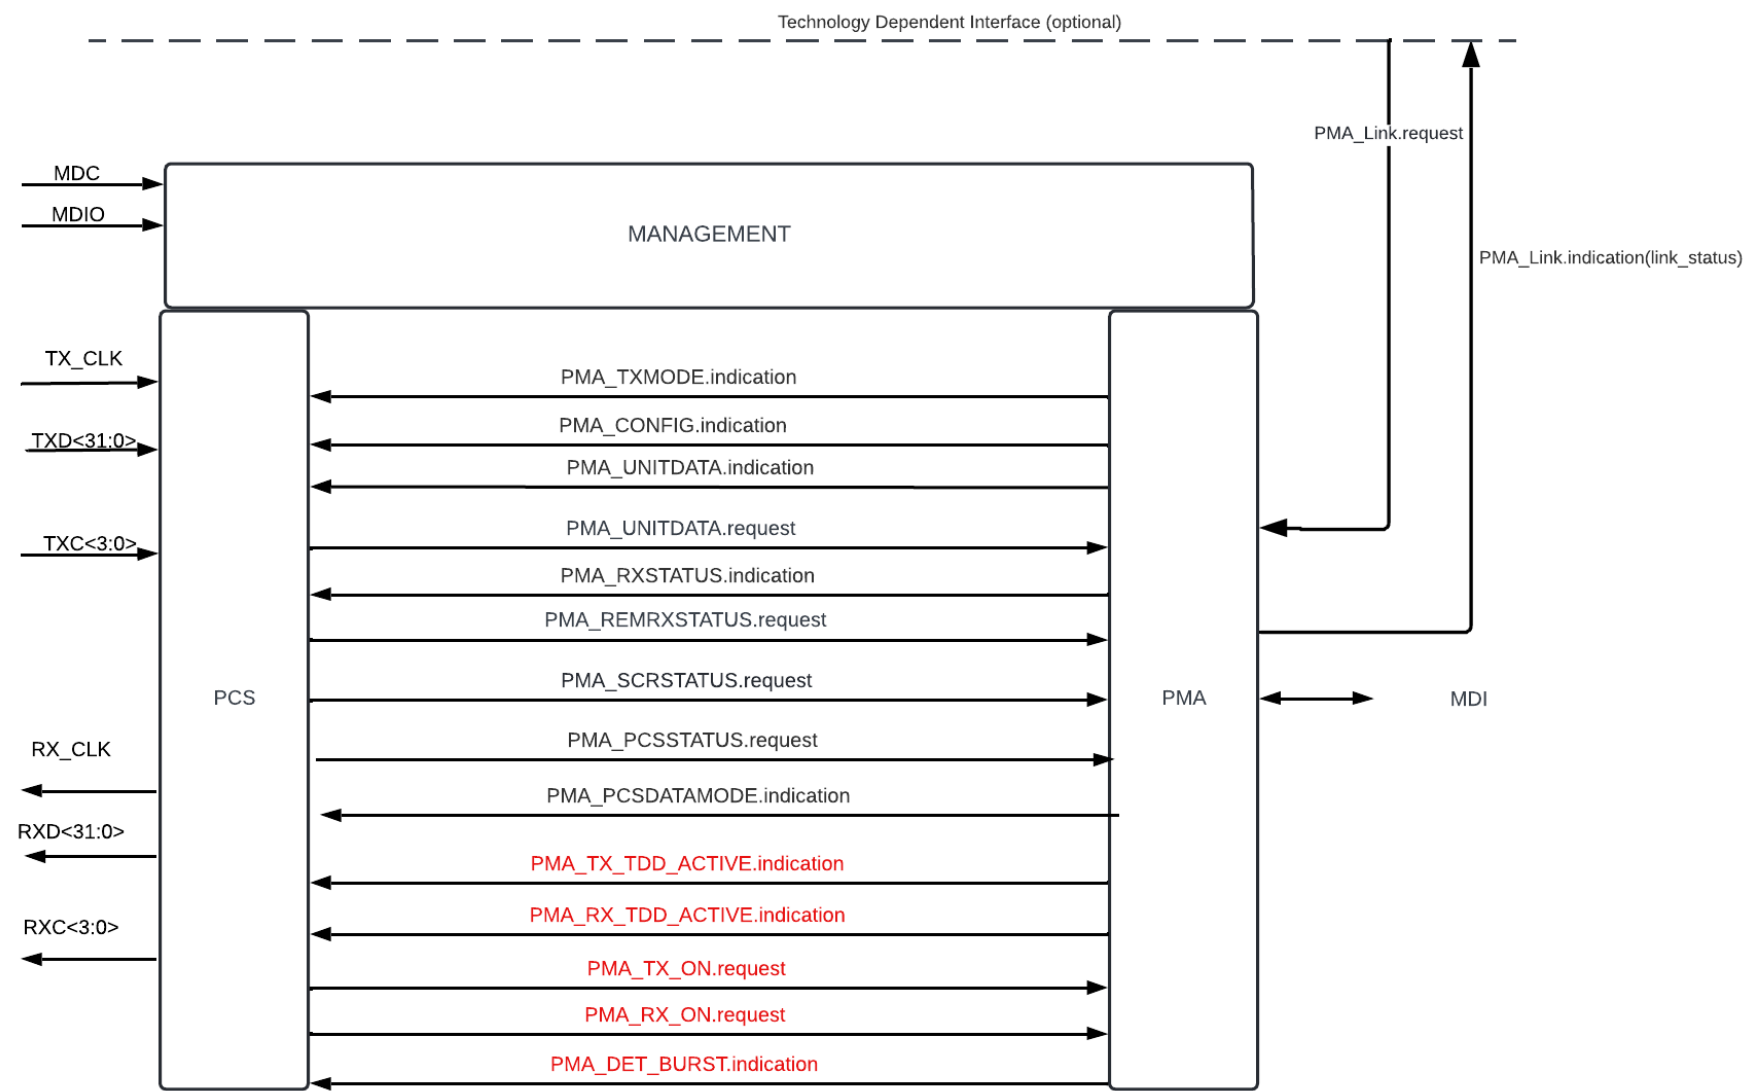 Technology Dependent Interface (optional)
PMA_Link.request
MDC
MDIO
MANAGEMENT
PMA_Link.indication(link_status)
TX_CLK
PMA_TXMODE.indication
PMA_CONFIG.indication
TXD<31:0>
PMA_UNITDATA.indication
PMA_UNITDATA.request
TXC<3:0>
PMA_RXSTATUS.indication
PMA_REMRXSTATUS.request
PMA_SCRSTATUS.request
PCS
PMA
MDI
PMA_PCSSTATUS.request
RX_CLK
PMA_PCSDATAMODE.indication
RXD<31:0>
PMA_TX_TDD_ACTIVE.indication
PMA_RX_TDD_ACTIVE.indication
RXC<3:0>
PMA_TX_ON.request
PMA_RX_ON.request
PMA_DET_BURST.indication